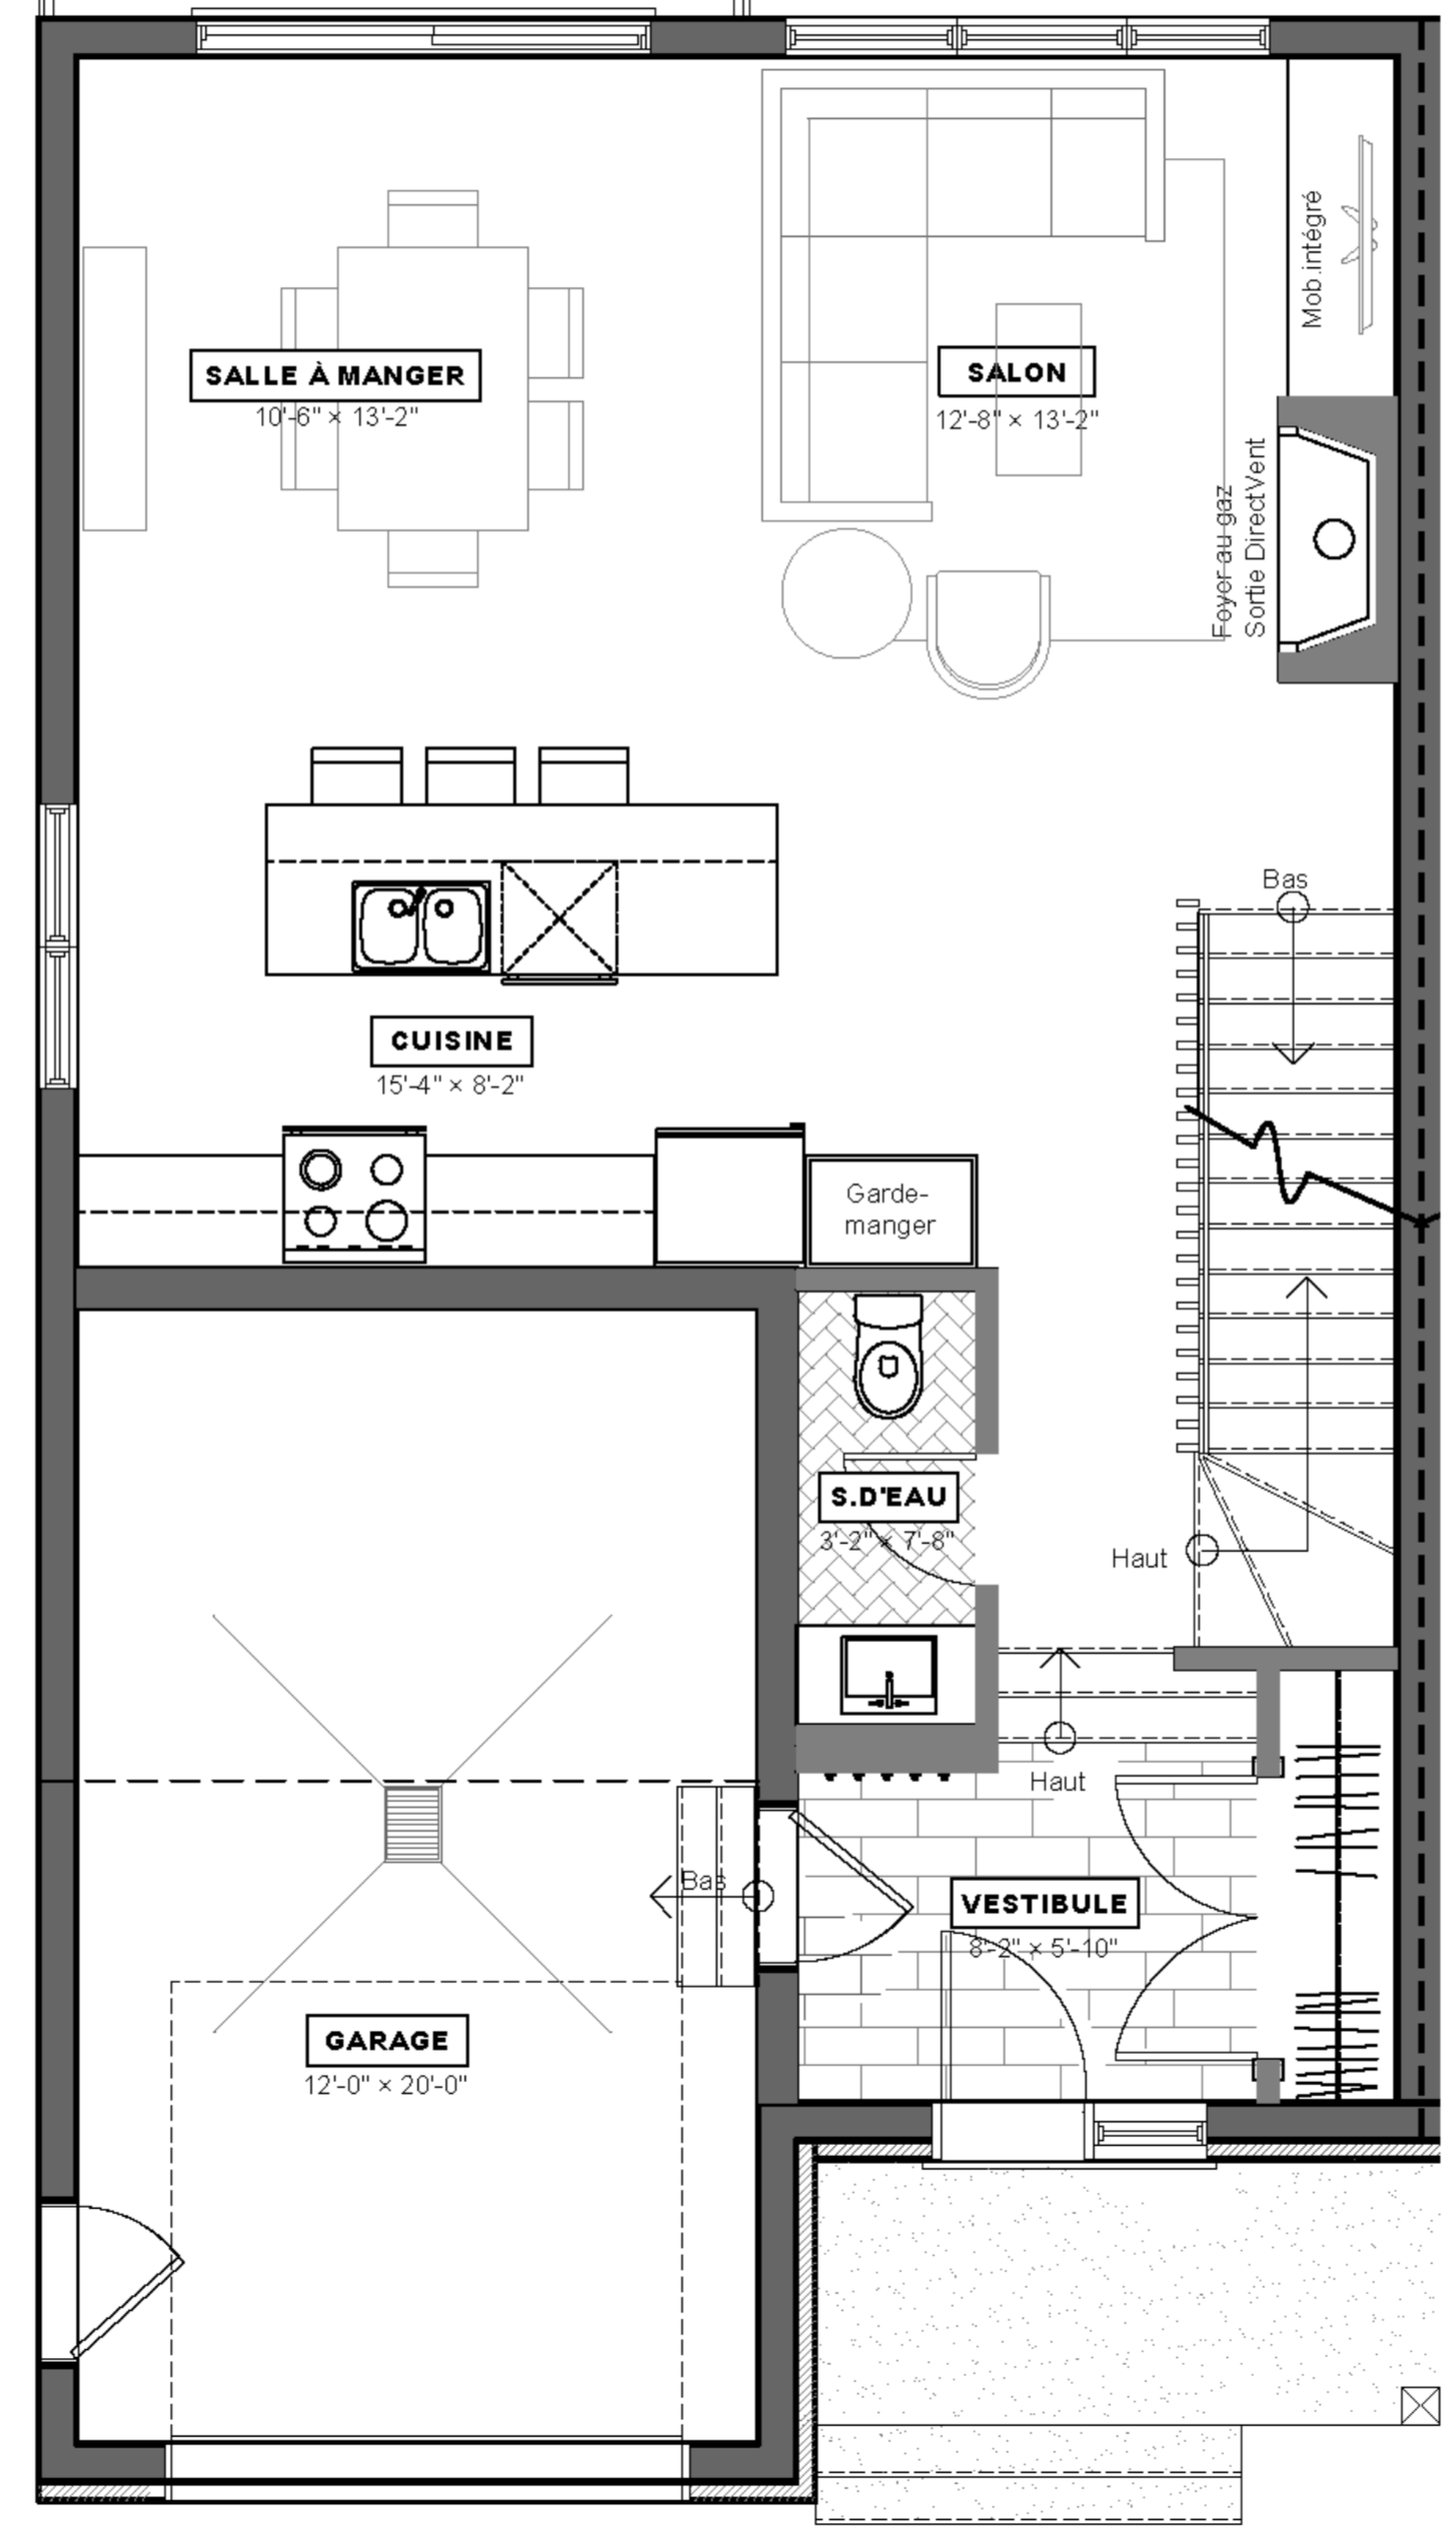 Mob.intégré
SALLE À MANGER
10'-6" × 13'-2"
SALON
12'-8" × 13'-2"
Foyer au gaz
Sortie DirectVent
Bas
CUISINE
15'-4" × 8'-2"
Garde-
manger
S.D'EAU
3'-2" × 7'-8"
Haut
Haut
Bas
VESTIBULE
8'-2" × 5'-10"
GARAGE
12'-0" × 20'-0"